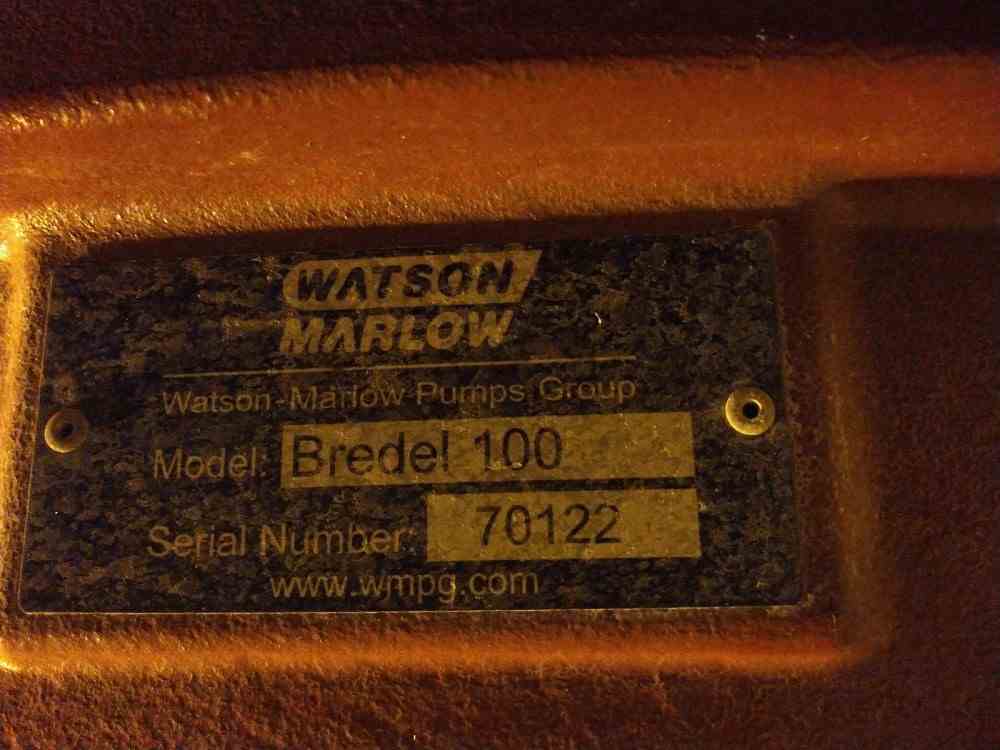 WATSON
MARLOW
Watson-Marlow Pumps Group
Model: Bredel 100
Serial Number: 70122
www.wmpg.com